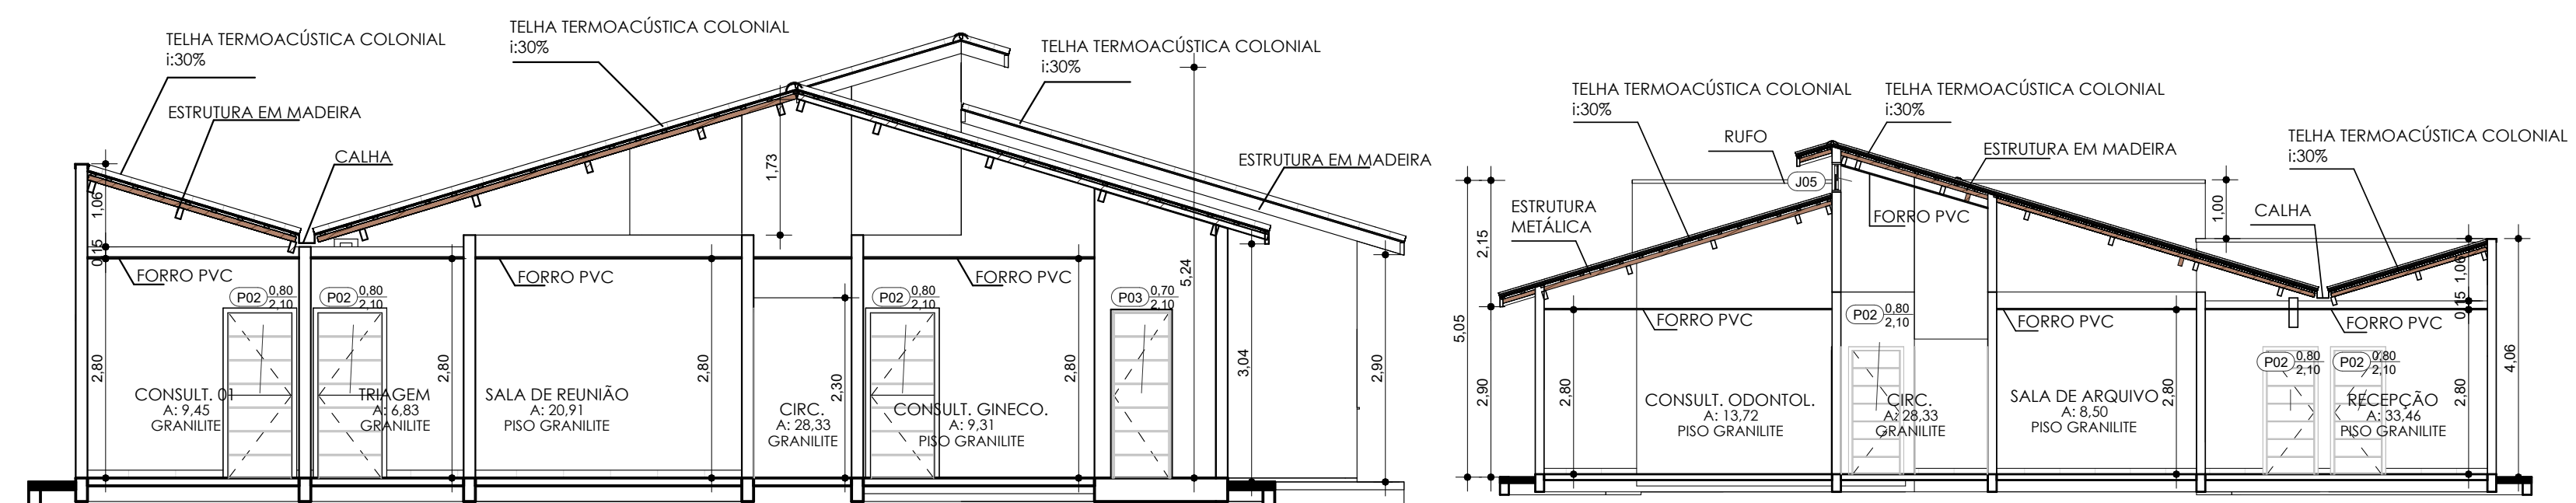 TELHA TERMOACÚSTICA COLONIAL
i:30%
ESTRUTURA EM MADEIRA
CALHA
TELHA TERMOACÚSTICA COLONIAL
i:30%
TELHA TERMOACÚSTICA COLONIAL
i:30%
ESTRUTURA EM MADEIRA
1,06
0,15
1,73
5,24
FORRO PVC
FORRO PVC
FORRO PVC
P02 0,80
2,10
P02 0,80
2,10
P02 0,80
2,10
P03 0,70
2,10
2,80
2,80
2,80
2,30
2,80
3,04
2,90
CONSULT. 01
A: 9,45
GRANILITE
TRIAGEM
A: 6,83
GRANILITE
SALA DE REUNIÃO
A: 20,91
PISO GRANILITE
CIRC.
A: 28,33
GRANILITE
CONSULT. GINECO.
A: 9,31
PISO GRANILITE
TELHA TERMOACÚSTICA COLONIAL
i:30%
TELHA TERMOACÚSTICA COLONIAL
i:30%
RUFO
ESTRUTURA EM MADEIRA
TELHA TERMOACÚSTICA COLONIAL
i:30%
J05
ESTRUTURA
METÁLICA
FORRO PVC
CALHA
1,00
2,15
5,05
2,90
1,06
0,15
4,06
FORRO PVC
FORRO PVC
FORRO PVC
P02 0,80
2,10
P02 0,80
2,10
P02 0,80
2,10
2,80
2,80
2,80
CONSULT. ODONTOL.
A: 13,72
PISO GRANILITE
CIRC.
A: 28,33
GRANILITE
SALA DE ARQUIVO
A: 8,50
PISO GRANILITE
RECEPÇÃO
A: 33,46
PISO GRANILITE